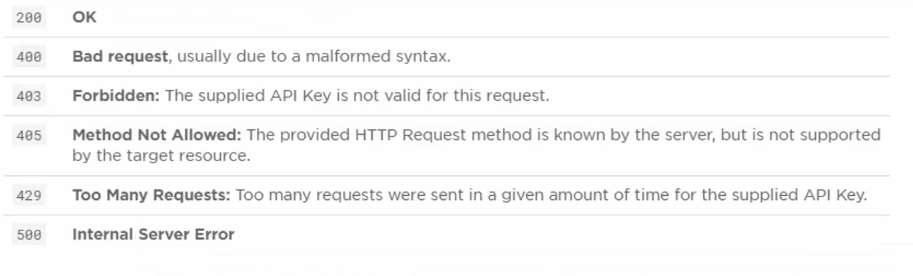 200 OK
400 Bad request, usually due to a malformed syntax.
403 Forbidden: The supplied API Key is not valid for this request.
405 Method Not Allowed: The provided HTTP Request method is known by the server, but is not supported
by the target resource.
429 Too Many Requests: Too many requests were sent in a given amount of time for the supplied API Key.
500 Internal Server Error